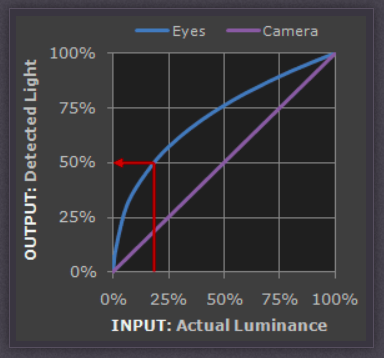 Eyes Camera
100%
75%
50%
25%
0%
OUTPUT: Detected Light
0% 25% 50% 75% 100%
INPUT: Actual Luminance